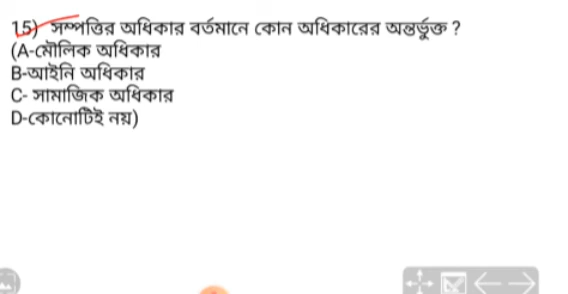 15) সম্পত্তির অধিকার বর্তমানে কোন অধিকারের অন্তর্ভুক্ত ?
(A-মৌলিক অধিকার
B-আইনি অধিকার
C- সামাজিক অধিকার
D-কোনোটিই নয়)